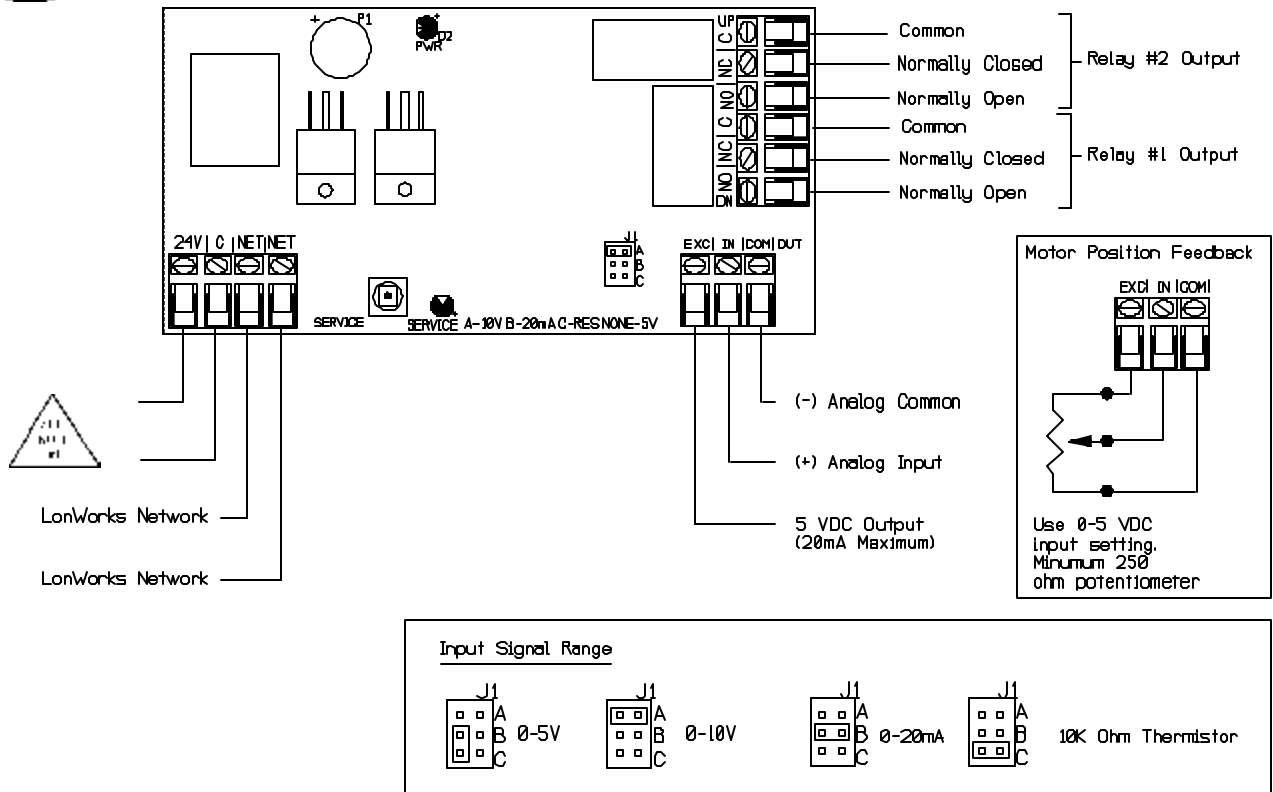 P1
D2
PWR
UP
C
NC
NO
C
NC
NO
DN
Common
Normally Closed
Normally Open
Relay #2 Output
Common
Normally Closed
Normally Open
Relay #1 Output
24V| C |NET|NET
J1
A
B
C
EXC| IN |COM| OUT
SERVICE
SERVICE A-10V B-20mA C-RES NONE-5V
(-) Analog Common
(+) Analog Input
5 VDC Output
(20mA Maximum)
LonWorks Network
LonWorks Network
Motor Position Feedback
EXC| IN |COM|
Use 0-5 VDC
input setting.
Minumum 250
ohm potentiometer
Input Signal Range
J1
A
B 0-5V
C
J1
A
B 0-10V
C
J1
A
B 0-20mA
C
J1
A
B 10K Ohm Thermistor
C